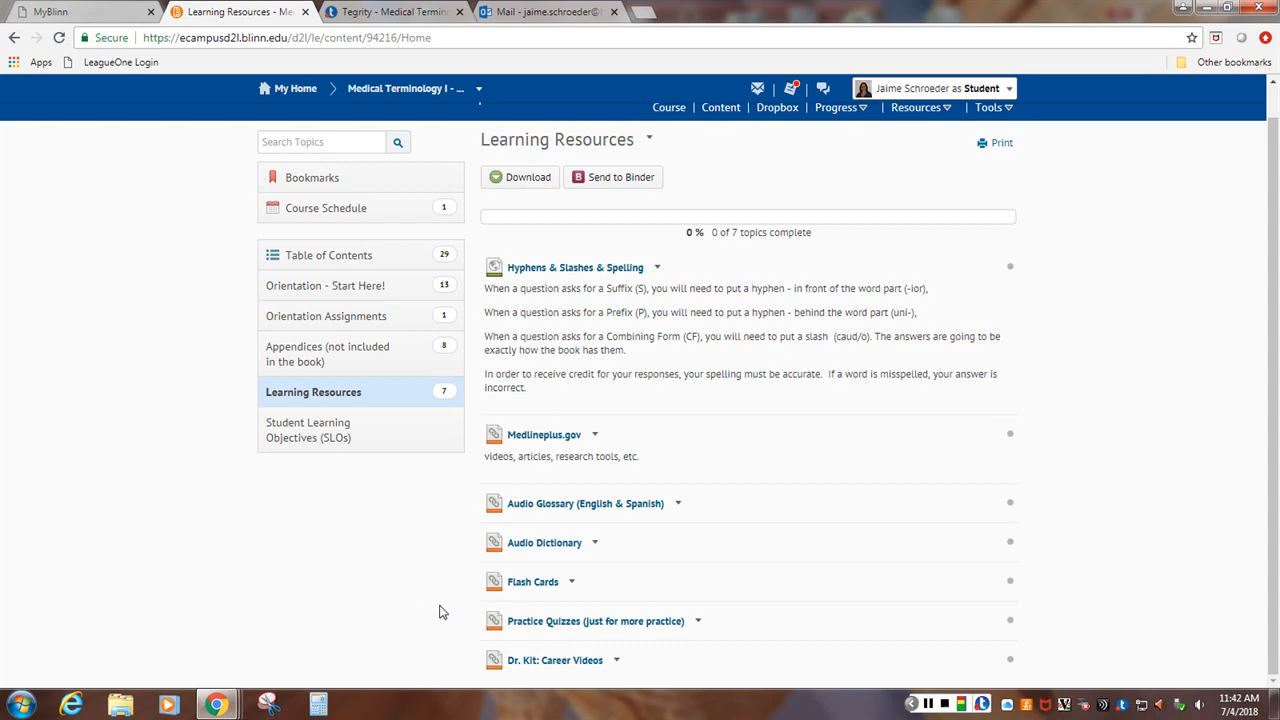 MyBlinn
Learning Resources - Me
Tegrity - Medical Termins
Mail - jaime.schroeder@
Secure
https://ecampusd2l.blinn.edu/d2l/le/content/94216/Home
Apps
LeagueOne Login
Other bookmarks
My Home
Medical Terminology I - ...
Jaime Schroeder as Student
Course
Content
Dropbox
Progress
Resources
Tools
Search Topics
Bookmarks
Course Schedule
1
Table of Contents
29
Orientation - Start Here!
13
Orientation Assignments
1
Appendices (not included
in the book)
8
Learning Resources
7
Student Learning
Objectives (SLOs)
Learning Resources
Print
Download
B Send to Binder
0 % 0 of 7 topics complete
Hyphens & Slashes & Spelling
When a question asks for a Suffix (S), you will need to put a hyphen - in front of the word part (-ior),
When a question asks for a Prefix (P), you will need to put a hyphen - behind the word part (uni-),
When a question asks for a Combining Form (CF), you will need to put a slash (caud/o). The answers are going to be
exactly how the book has them.
In order to receive credit for your responses, your spelling must be accurate. If a word is misspelled, your answer is
incorrect.
Medlineplus.gov
videos, articles, research tools, etc.
Audio Glossary (English & Spanish)
Audio Dictionary
Flash Cards
Practice Quizzes (just for more practice)
Dr. Kit: Career Videos
11:42 AM
7/4/2018